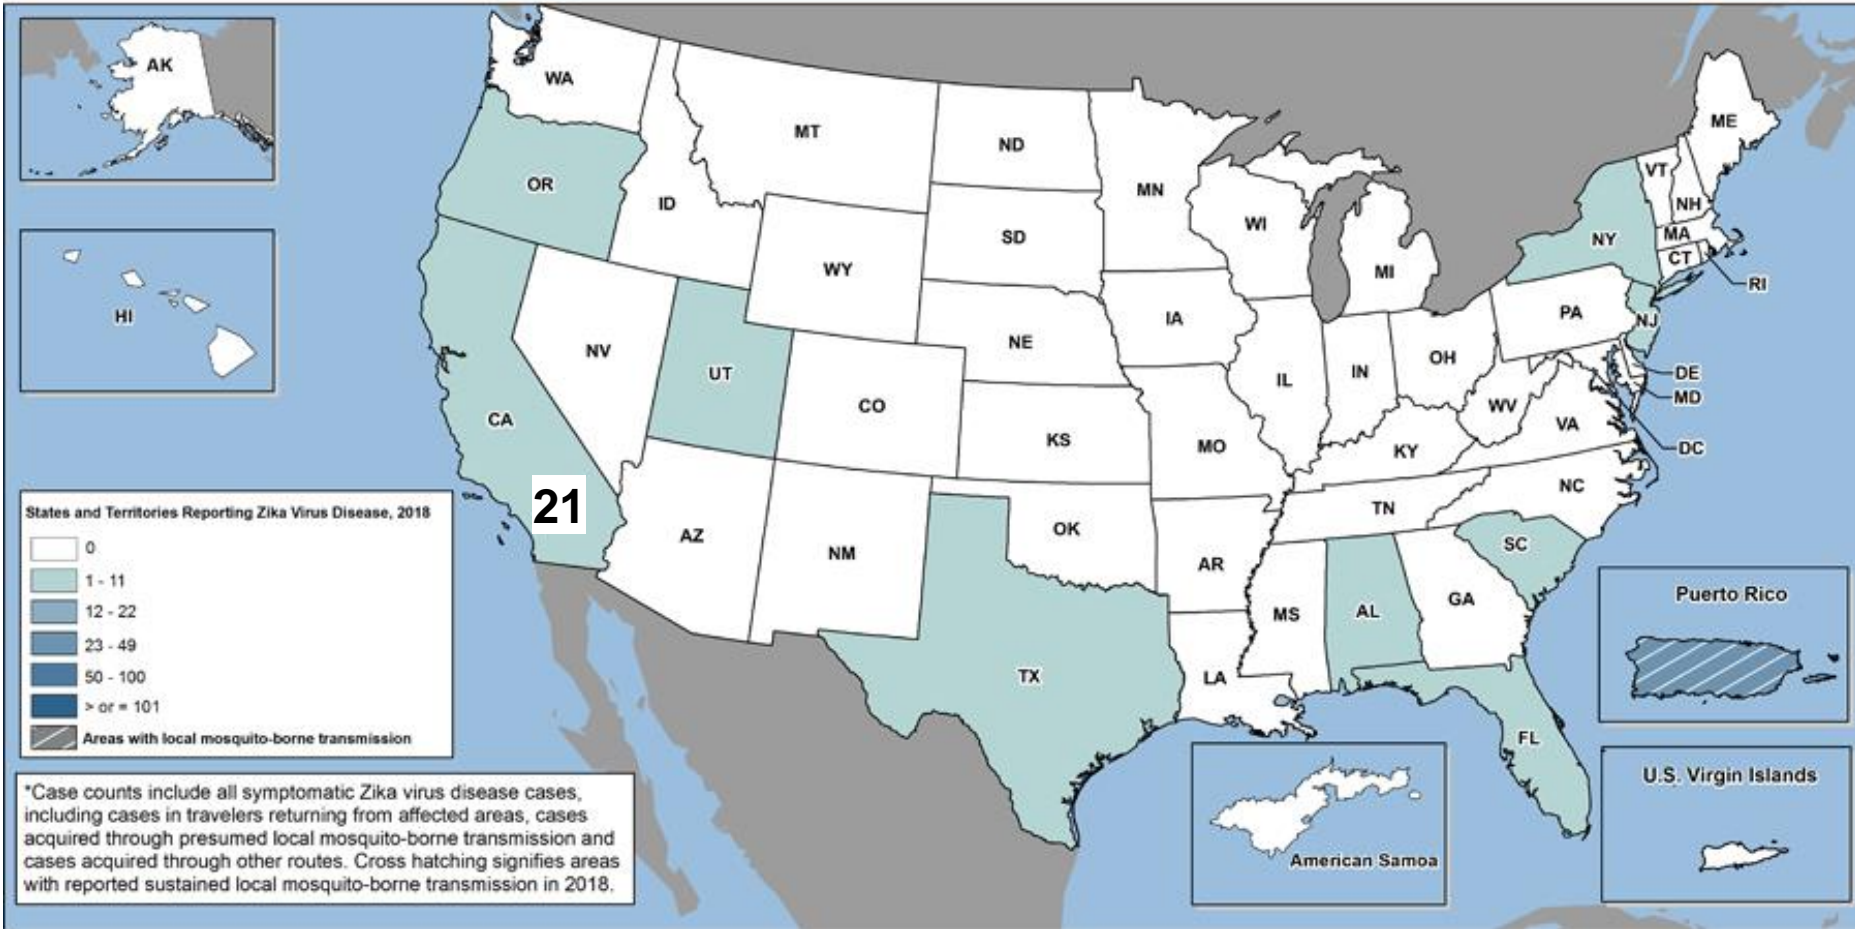 AK
WA
MT
ND
MN
ME
VT
NH
OR
ID
SD
WI
MI
NY
MA
CT
RI
WY
HI
NV
UT
CO
NE
IA
IL
IN
OH
PA
NJ
DE
MD
DC
CA
KS
MO
KY
WV
VA
21
AZ
NM
OK
AR
TN
NC
SC
TX
LA
MS
AL
GA
FL
States and Territories Reporting Zika Virus Disease, 2018
0
1 - 11
12 - 22
23 - 49
50 - 100
> or = 101
Areas with local mosquito-borne transmission
*Case counts include all symptomatic Zika virus disease cases,
including cases in travelers returning from affected areas, cases
acquired through presumed local mosquito-borne transmission and
cases acquired through other routes. Cross hatching signifies areas
with reported sustained local mosquito-borne transmission in 2018.
American Samoa
Puerto Rico
U.S. Virgin Islands